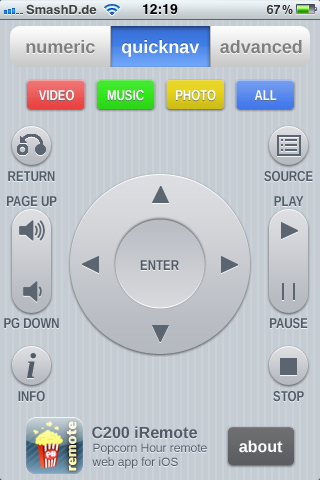 SmashD.de 12:19 67%
numeric quicknav advanced
VIDEO MUSIC PHOTO ALL
RETURN SOURCE
PAGE UP PLAY
ENTER
PG DOWN PAUSE
i
INFO STOP
remote
C200 iRemote
Popcorn Hour remote
web app for iOS
about